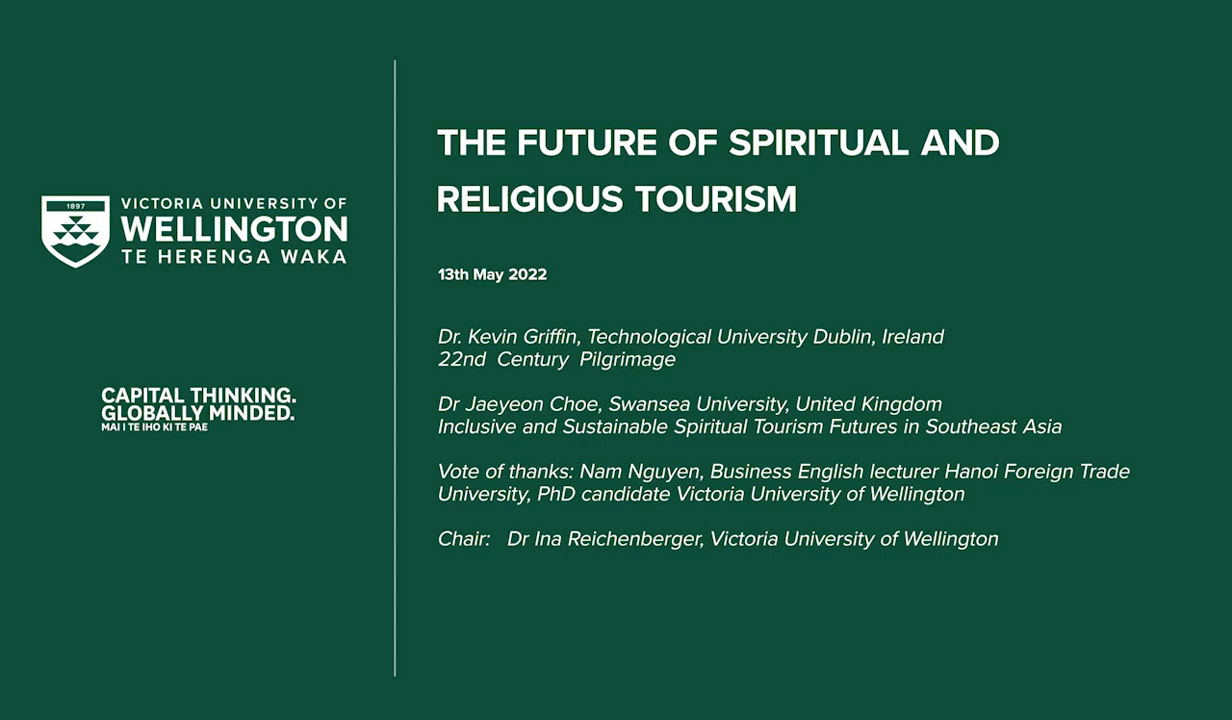 1897
VICTORIA UNIVERSITY OF
WELLINGTON
TE HERENGA WAKA
CAPITAL THINKING.
GLOBALLY MINDED.
MAI I TE IHO KI TE PAE
THE FUTURE OF SPIRITUAL AND
RELIGIOUS TOURISM
13th May 2022
Dr. Kevin Griffin, Technological University Dublin, Ireland
22nd Century Pilgrimage
Dr Jaeyeon Choe, Swansea University, United Kingdom
Inclusive and Sustainable Spiritual Tourism Futures in Southeast Asia
Vote of thanks: Nam Nguyen, Business English lecturer Hanoi Foreign Trade
University, PhD candidate Victoria University of Wellington
Chair: Dr Ina Reichenberger, Victoria University of Wellington